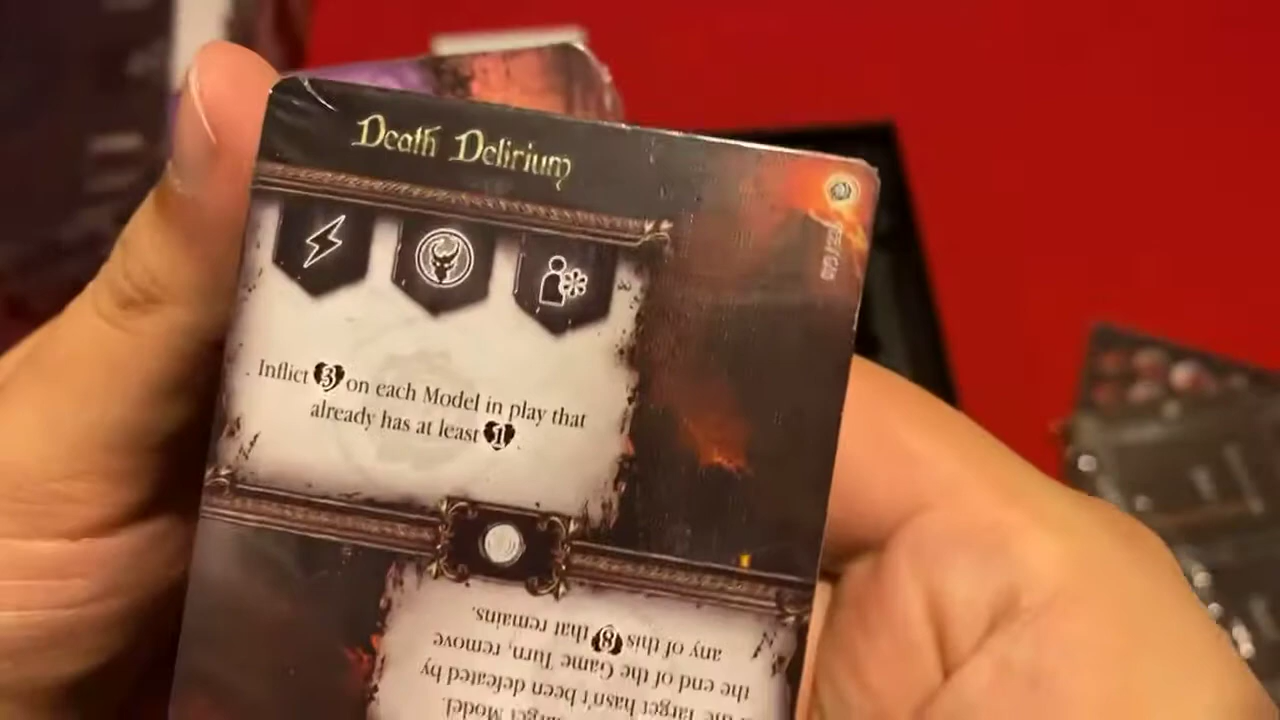 Death Delirium
Inflict 3 on each Model in play that
already has at least 1.
Model.
target hasn't been defeated by
the end of the Game Turn, remove
any of this 8 that remains.